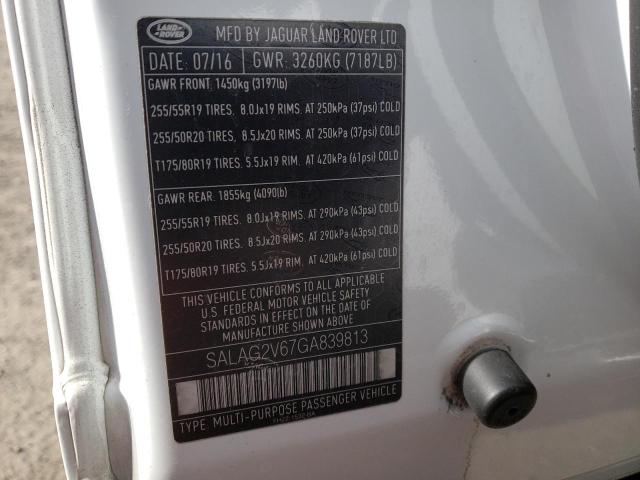 LAND ROVER
MFD BY JAGUAR LAND ROVER LTD
DATE: 07/16 GWR: 3260KG (7187LB)
GAWR FRONT: 1450kg (3197lb)
255/55R19 TIRES. 8.0Jx19 RIMS. AT 250kPa (37psi) COLD
255/50R20 TIRES. 8.5Jx20 RIMS. AT 250kPa (37psi) COLD
T175/80R19 TIRES. 5.5Jx19 RIM. AT 420kPa (61psi) COLD
GAWR REAR: 1855kg (4090lb)
255/55R19 TIRES. 8.0Jx19 RIMS. AT 290kPa (43psi) COLD
255/50R20 TIRES. 8.5Jx20 RIMS. AT 290kPa (43psi) COLD
T175/80R19 TIRES. 5.5Jx19 RIM. AT 420kPa (61psi) COLD
THIS VEHICLE CONFORMS TO ALL APPLICABLE
U.S. FEDERAL MOTOR VEHICLE SAFETY
STANDARDS IN EFFECT ON THE DATE OF
MANUFACTURE SHOWN ABOVE.
SALAG2V67GA839813
TYPE: MULTI-PURPOSE PASSENGER VEHICLE